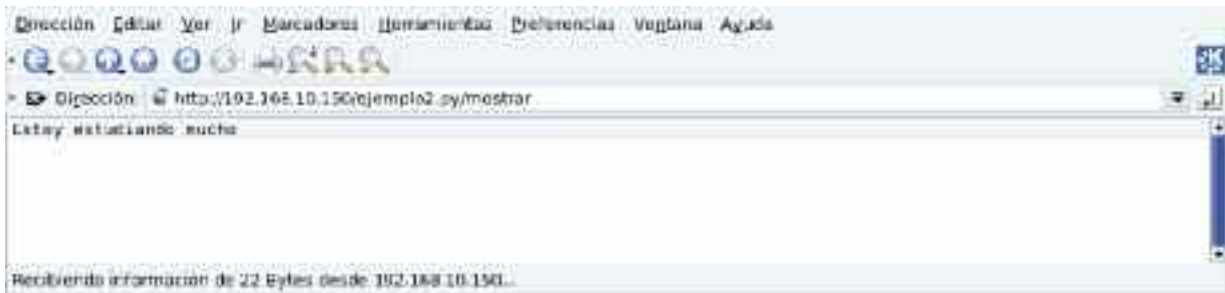 Dirección Editar Ver Ir Marcadores Herramientas Preferencias Ventana Ayuda
Dirección: http://192.168.10.150/ejemplo2.py/mostrar
Estoy estudiando mucho
Recibiendo información de 22 Bytes desde 192.168.10.150...